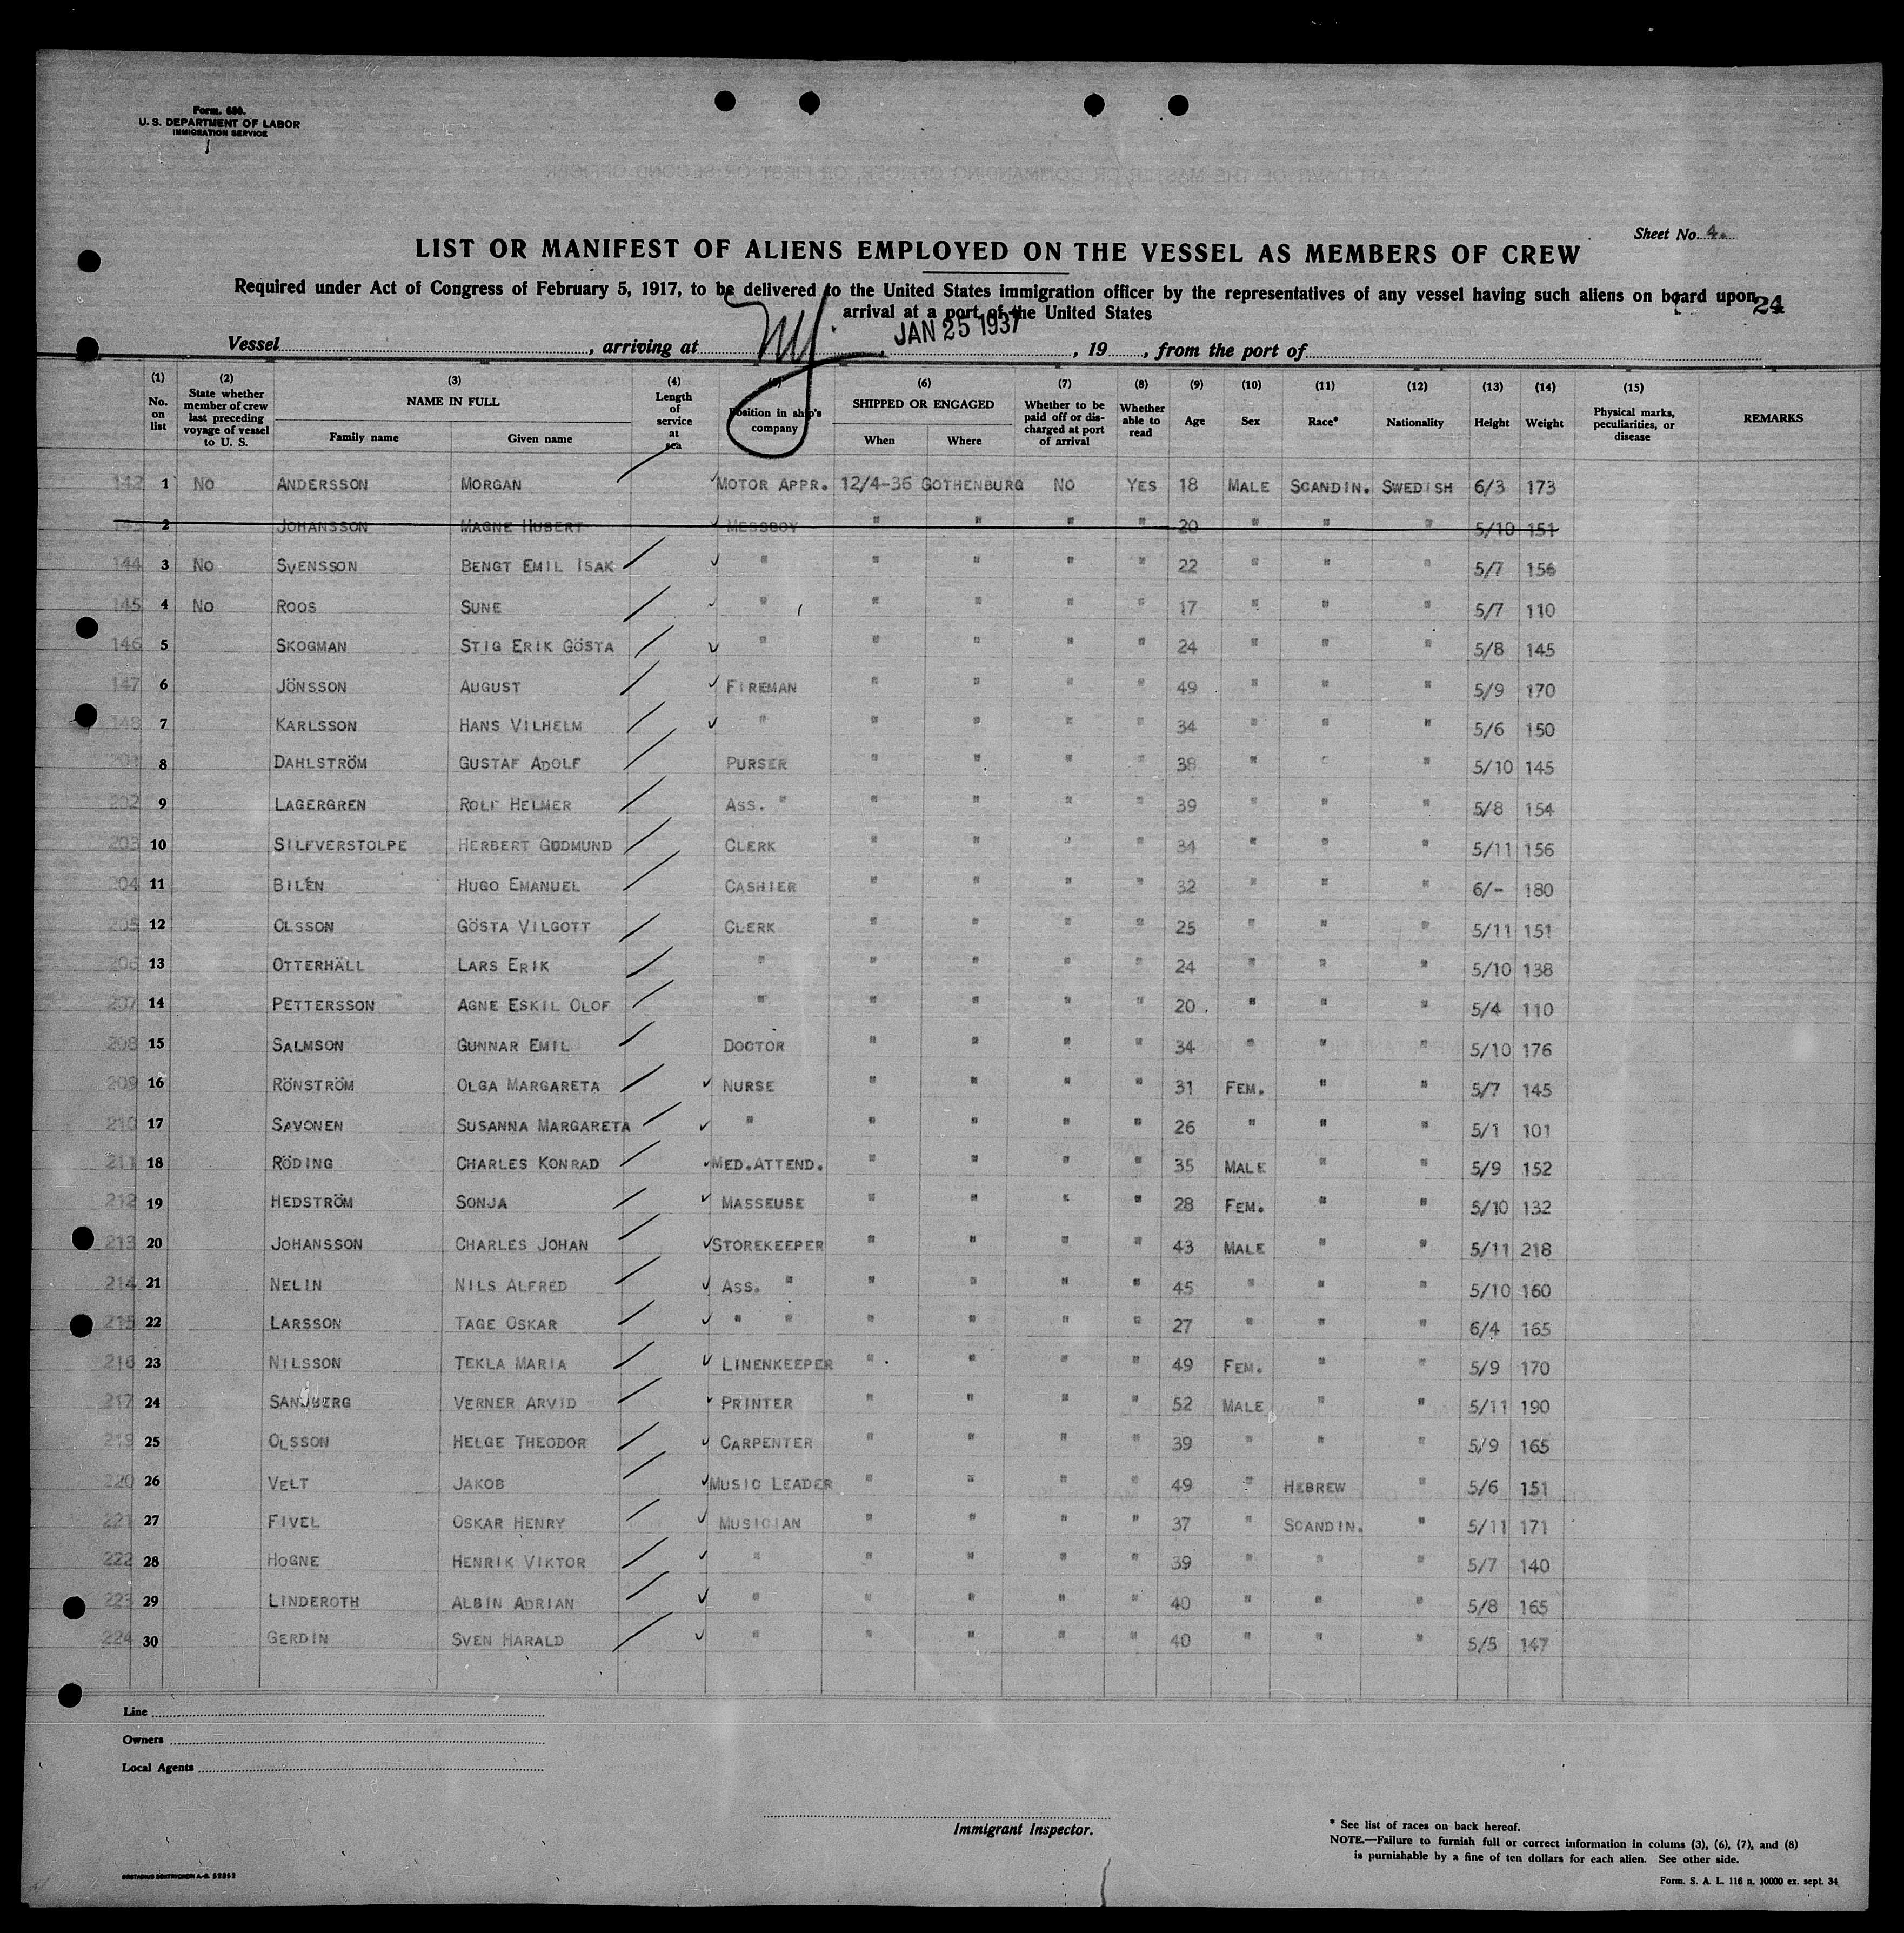 Form. 680.
U. S. DEPARTMENT OF LABOR
IMMIGRATION SERVICE
Sheet No. 4.
LIST OR MANIFEST OF ALIENS EMPLOYED ON THE VESSEL AS MEMBERS OF CREW
Required under Act of Congress of February 5, 1917, to be delivered to the United States immigration officer by the representatives of any vessel having such aliens on board upon
arrival at a port of the United States
24
Vessel , arriving at NY. , JAN 25 1937 , 19 , from the port of
(1) (2) (3) (4) (5) (6) (7) (8) (9) (10) (11) (12) (13) (14) (15)
No. on list State whether member of crew last preceding voyage of vessel to U. S. NAME IN FULL Family name Given name Length of service at sea Position in ship's company SHIPPED OR ENGAGED When Where Whether to be paid off or discharged at port of arrival Whether able to read Age Sex Race* Nationality Height Weight Physical marks, peculiarities, or disease REMARKS
142 1 No ANDERSSON MORGAN MOTOR APPR. 12/4-36 GOTHENBURG NO YES 18 MALE SCANDIN. SWEDISH 6/3 173
143 2 JOHANSSON MAGNE HUBERT MESSBOY " " " " 20 " " " 5/10 151
144 3 No SVENSSON BENGT EMIL ISAK " " " " " 22 " " " 5/7 156
145 4 No ROOS SUNE " " " " " 17 " " " 5/7 110
146 5 SKOGMAN STIG ERIK GÖSTA " " " " " 24 " " " 5/8 145
147 6 JÖNSSON AUGUST FIREMAN " " " " 49 " " " 5/9 170
148 7 KARLSSON HANS VILHELM " " " " " 34 " " " 5/6 150
201 8 DAHLSTRÖM GUSTAF ADOLF PURSER " " " " 38 " " " 5/10 145
202 9 LAGERGREN ROLF HELMER ASS. " " " " " 39 " " " 5/8 154
203 10 SILFVERSTOLPE HERBERT GUDMUND CLERK " " " " 34 " " " 5/11 156
204 11 BILÉN HUGO EMANUEL CASHIER " " " " 32 " " " 6/- 180
205 12 OLSSON GÖSTA VILGOTT CLERK " " " " 25 " " " 5/11 151
206 13 OTTERHÄLL LARS ERIK " " " " " 24 " " " 5/10 138
207 14 PETTERSSON AGNE ESKIL OLOF " " " " " 20 " " " 5/4 110
208 15 SALMSON GUNNAR EMIL DOCTOR " " " " 34 " " " 5/10 176
209 16 RÖNSTRÖM OLGA MARGARETA NURSE " " " " 31 FEM. " " 5/7 145
210 17 SAVONEN SUSANNA MARGARETA " " " " " 26 " " " 5/1 101
211 18 RÖDING CHARLES KONRAD MED.ATTEND. " " " " 35 MALE " " 5/9 152
212 19 HEDSTRÖM SONJA MASSEUSE " " " " 28 FEM. " " 5/10 132
213 20 JOHANSSON CHARLES JOHAN STOREKEEPER " " " " 43 MALE " " 5/11 218
214 21 NELIN NILS ALFRED ASS. " " " " " 45 " " " 5/10 160
215 22 LARSSON TAGE OSKAR " " " " " " 27 " " " 6/4 165
216 23 NILSSON TEKLA MARIA LINENKEEPER " " " " 49 FEM. " " 5/9 170
217 24 SANDBERG VERNER ARVID PRINTER " " " " 52 MALE " " 5/11 190
219 25 OLSSON HELGE THEODOR CARPENTER " " " " 39 " " " 5/9 165
220 26 VELT JAKOB MUSIC LEADER " " " " 49 " HEBREW " 5/6 151
221 27 FIVEL OSKAR HENRY MUSICIAN " " " " 37 " SCANDIN. " 5/11 171
222 28 HOGNE HENRIK VIKTOR " " " " " 39 " " " 5/7 140
223 29 LINDEROTH ALBIN ADRIAN " " " " " 40 " " " 5/8 165
224 30 GERDIN SVEN HARALD " " " " " 40 " " " 5/5 147
Line
Owners
Local Agents
Immigrant Inspector.
* See list of races on back hereof.
NOTE.—Failure to furnish full or correct information in colums (3), (6), (7), and (8)
is purnishable by a fine of ten dollars for each alien. See other side.
Form. S. A. L. 116 n. 10000 ex. sept. 34